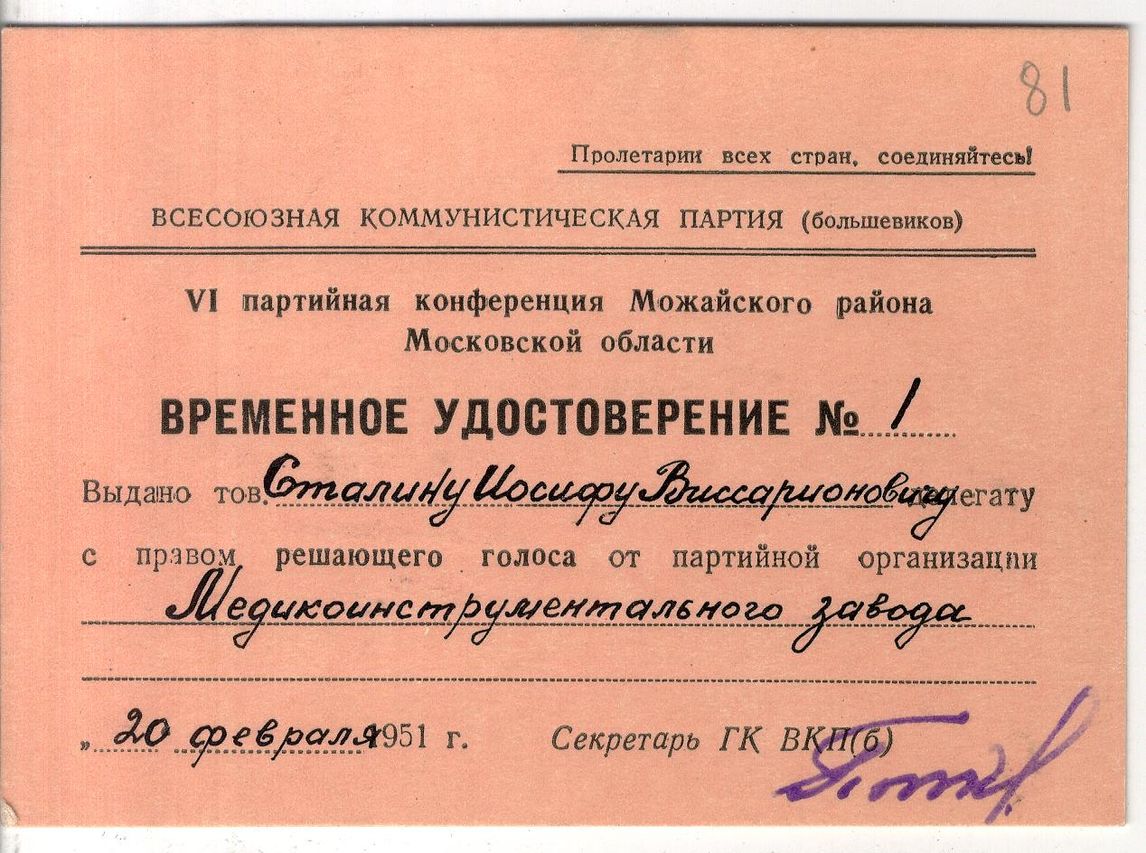 81
Пролетарии всех стран, соединяйтесь!
ВСЕСОЮЗНАЯ КОММУНИСТИЧЕСКАЯ ПАРТИЯ (большевиков)
VI партийная конференция Можайского района
Московской области
ВРЕМЕННОЕ УДОСТОВЕРЕНИЕ № 1
Выдано тов. Сталину Иосифу Виссарионовичу делегату
с правом решающего голоса от партийной организации
Медикоинструментального завода
„ 20 февраля 1951 г. Секретарь ГК ВКП(б)